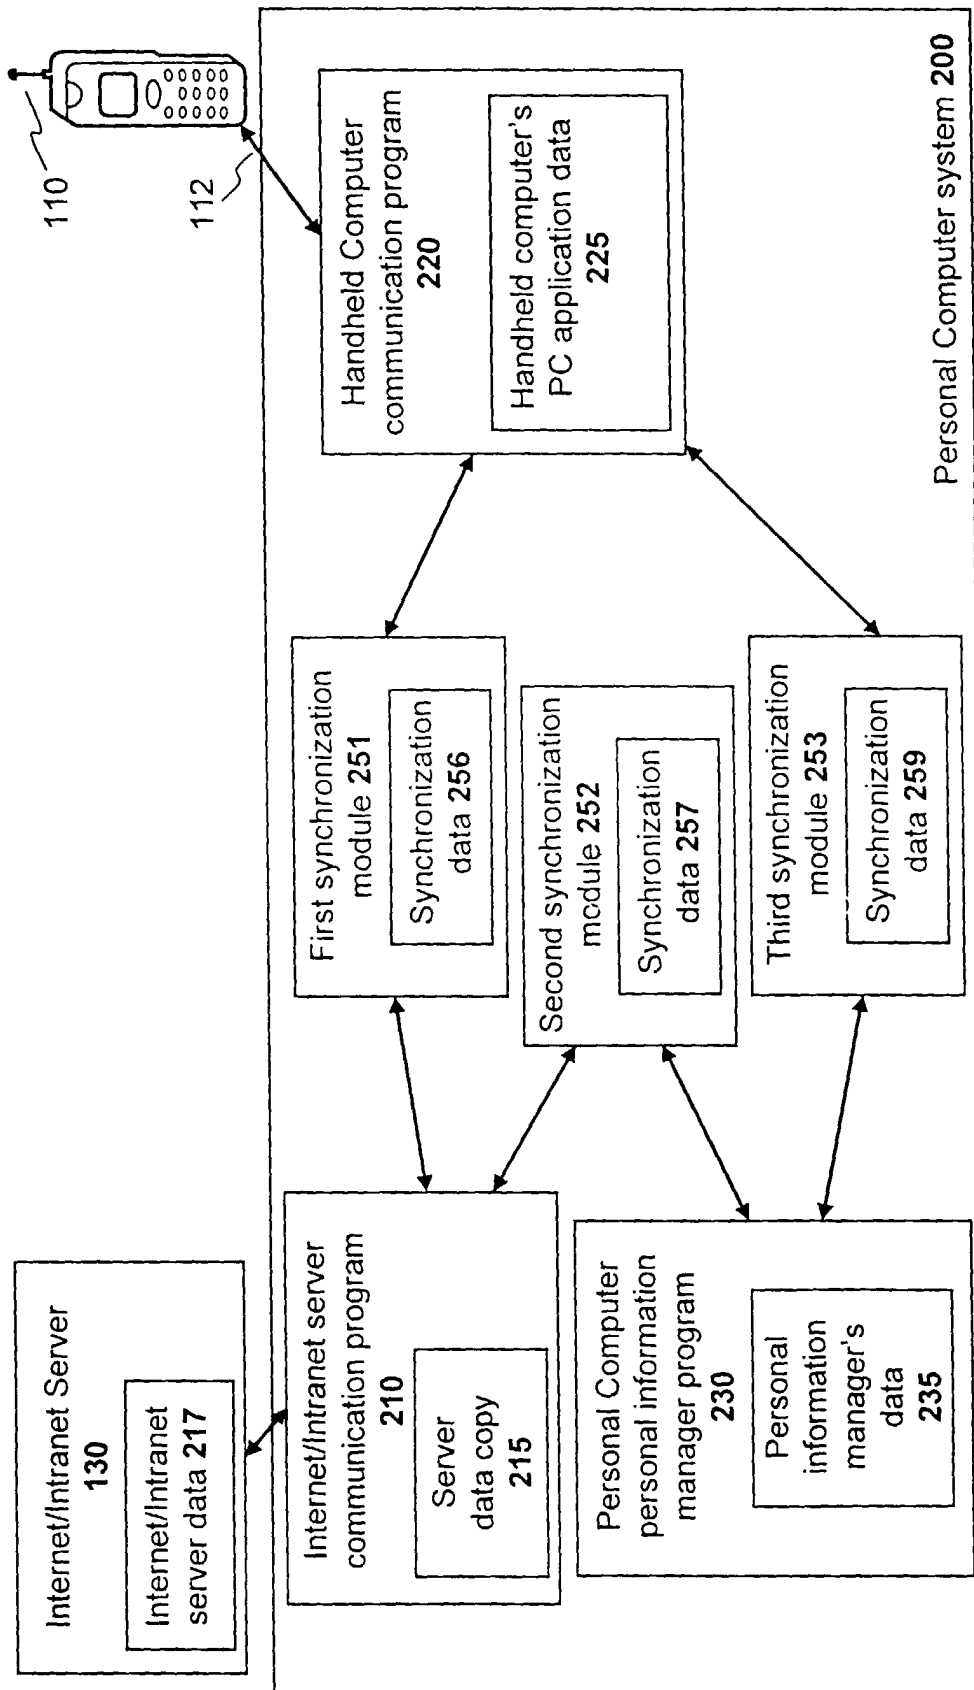 Internet/Intranet Server
130
Internet/Intranet
server data 217
110
112
Internet/Intranet server
communication program
210
Server
data copy
215
First synchronization
module 251
Synchronization
data 256
Handheld Computer
communication program
220
Handheld computer's
PC application data
225
Second synchronization
module 252
Synchronization
data 257
Personal Computer
personal information
manager program
230
Personal
information
manager's
data
235
Third synchronization
module 253
Synchronization
data 259
Personal Computer system 200